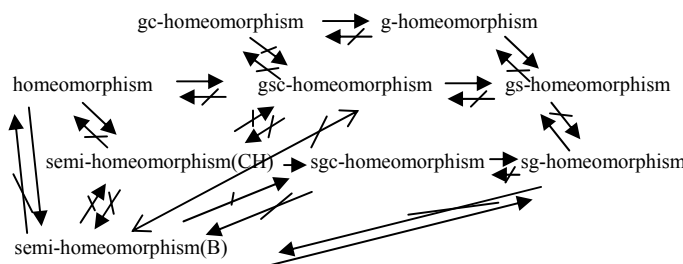 gc-homeomorphism g-homeomorphism
homeomorphism gsc-homeomorphism gs-homeomorphism
semi-homeomorphism(CH) sgc-homeomorphism sg-homeomorphism
semi-homeomorphism(B)